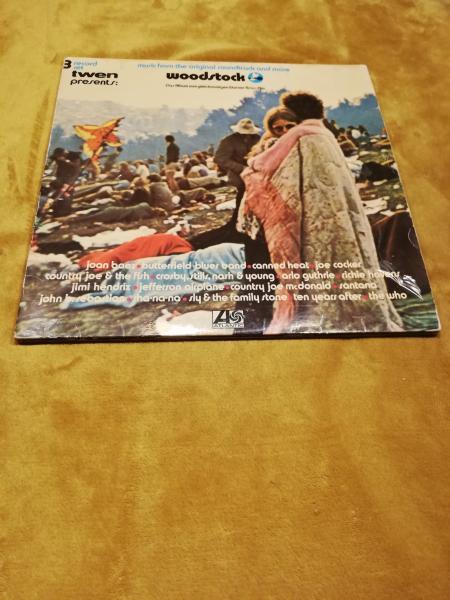 3 record set
music from the original soundtrack and more
twen presents:
woodstock
joan baez • butterfield blues band • canned heat • joe cocker
country joe & the fish • crosby, stills, nash & young • arlo guthrie • richie havens
jimi hendrix • jefferson airplane • country joe mcdonald • santana
john b. sebastian • sha-na-na • sly & the family stone • ten years after • the who
ATLANTIC